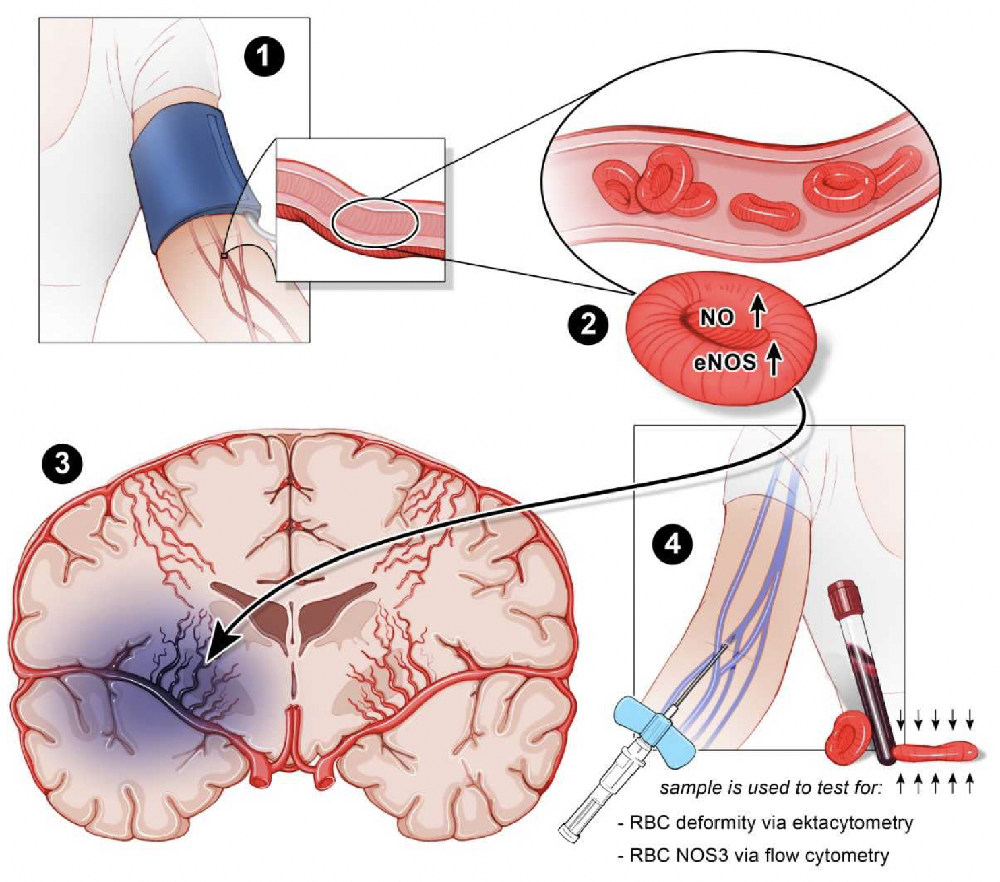 1
2
NO
eNOS
3
4
sample is used to test for:
- RBC deformity via ektacytometry
- RBC NOS3 via flow cytometry